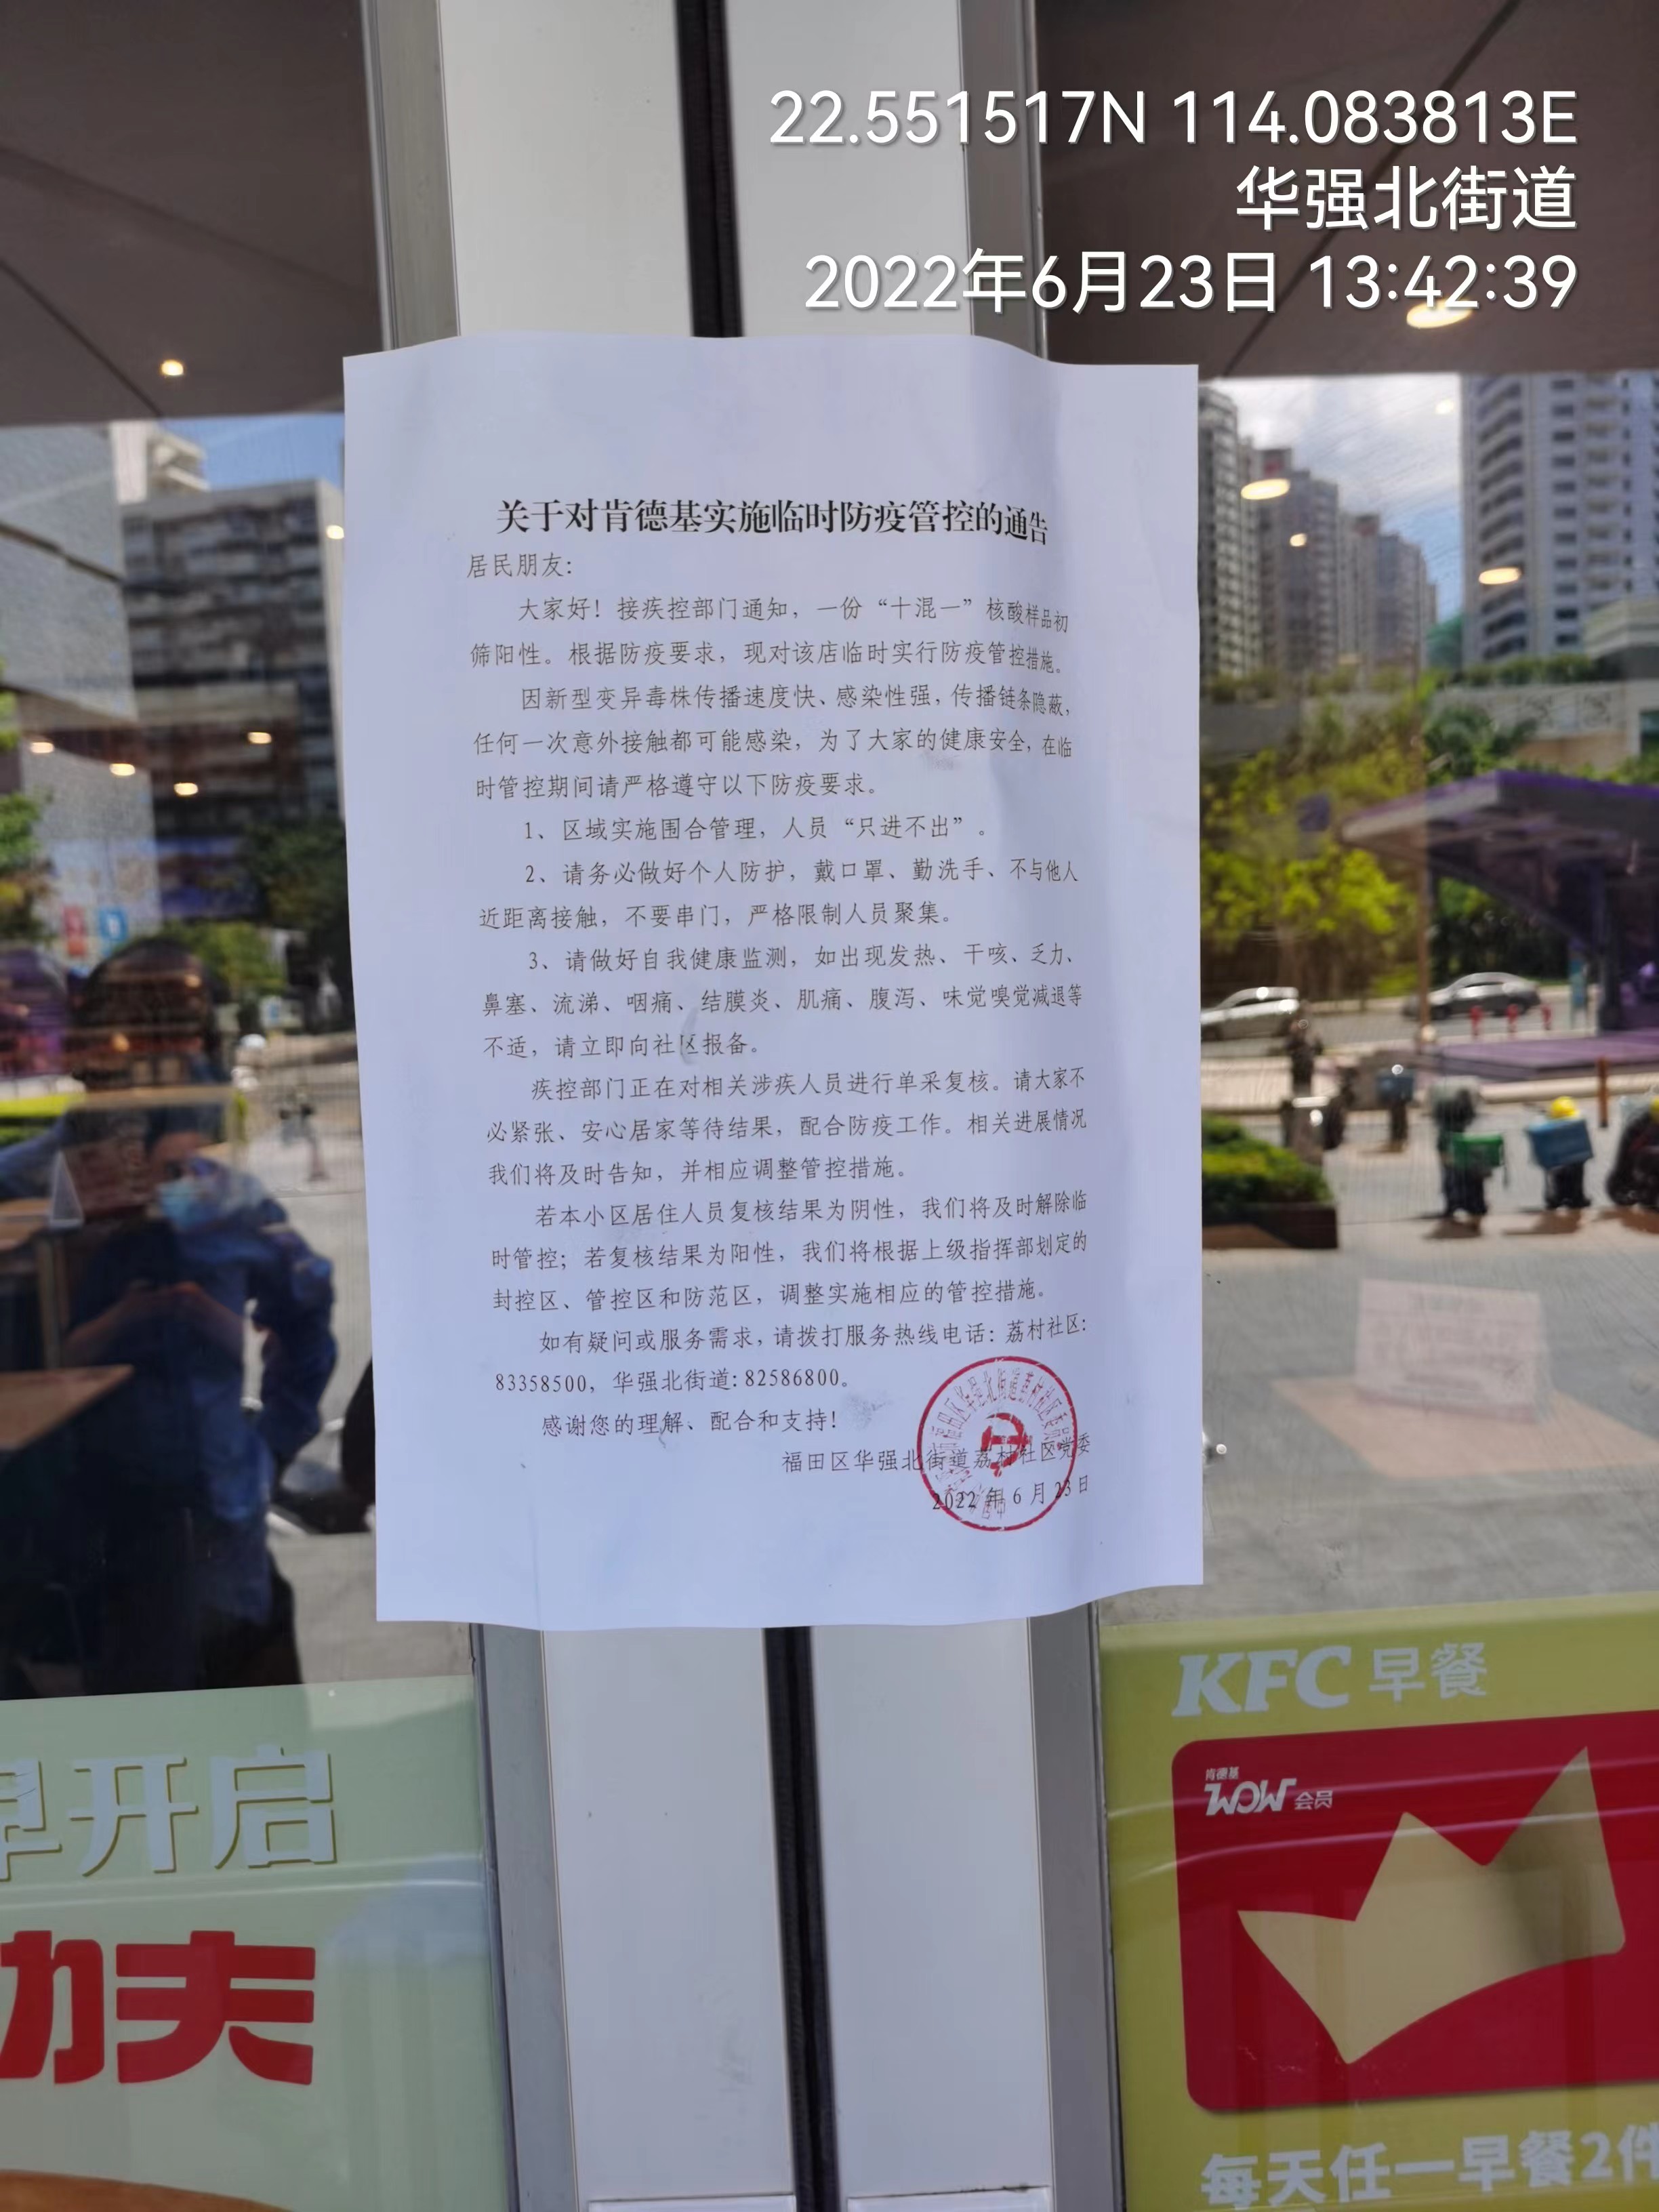 22.551517N 114.083813E
华强北街道
2022年6月23日 13:42:39
关于对肯德基实施临时防疫管控的通告
居民朋友：
大家好！接疾控部门通知，一份“十混一”核酸样品初
筛阳性。根据防疫要求，现对该店临时实行防疫管控措施。
因新型变异毒株传播速度快、感染性强，传播链条隐蔽，
任何一次意外接触都可能感染，为了大家的健康安全，在临
时管控期间请严格遵守以下防疫要求。
1、区域实施围合管理，人员“只进不出”。
2、请务必做好个人防护，戴口罩、勤洗手、不与他人
近距离接触，不要串门，严格限制人员聚集。
3、请做好自我健康监测，如出现发热、干咳、乏力、
鼻塞、流涕、咽痛、结膜炎、肌痛、腹泻、味觉嗅觉减退等
不适，请立即向社区报备。
疾控部门正在对相关涉疾人员进行单采复核。请大家不
必紧张、安心居家等待结果，配合防疫工作。相关进展情况
我们将及时告知，并相应调整管控措施。
若本小区居住人员复核结果为阴性，我们将及时解除临
时管控；若复核结果为阳性，我们将根据上级指挥部划定的
封控区、管控区和防范区，调整实施相应的管控措施。
如有疑问或服务需求，请拨打服务热线电话：荔村社区：
83358500，华强北街道：82586800。
感谢您的理解、配合和支持！
福田区华强北街道荔村社区党委
2022 年 6 月 23 日
KFC 早餐
肯德基
WOW 会员
每天任一早餐2件
早开启
夫